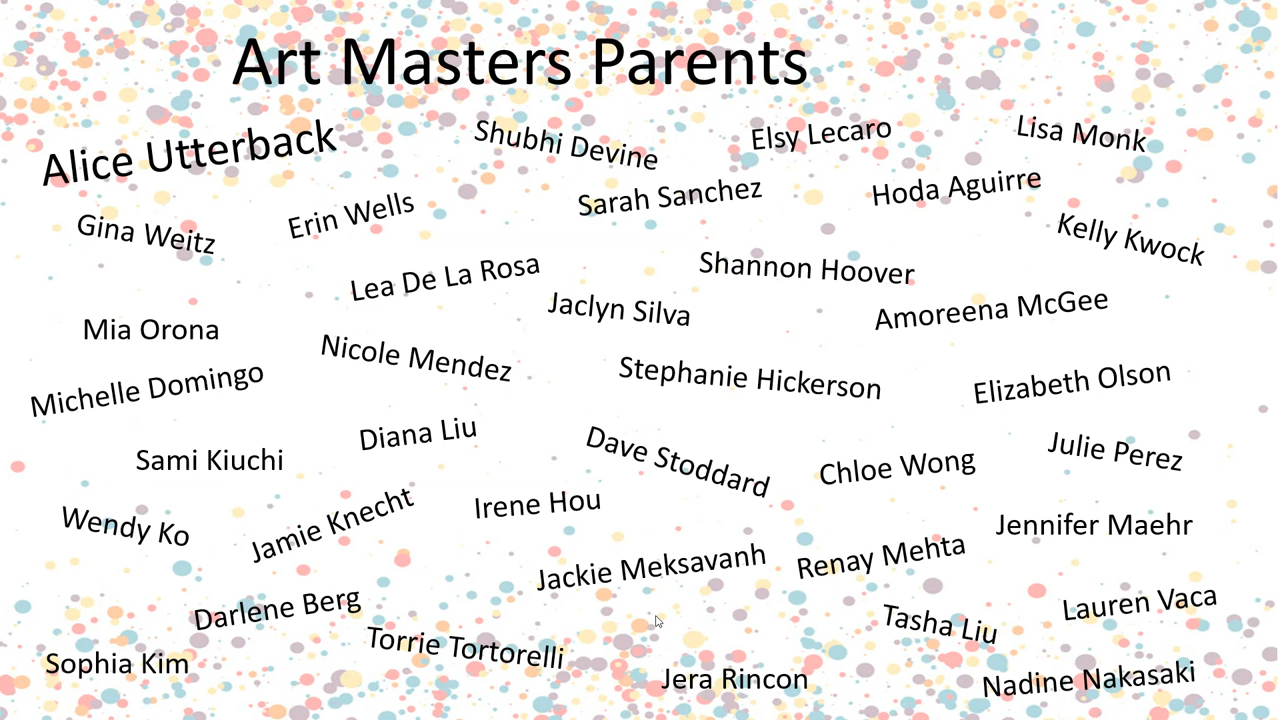 Art Masters Parents
Alice Utterback
Shubhi Devine
Elsy Lecaro
Lisa Monk
Gina Weitz
Erin Wells
Sarah Sanchez
Hoda Aguirre
Kelly Kwock
Lea De La Rosa
Shannon Hoover
Jaclyn Silva
Amoreena McGee
Mia Orona
Nicole Mendez
Michelle Domingo
Stephanie Hickerson
Elizabeth Olson
Sami Kiuchi
Diana Liu
Dave Stoddard
Chloe Wong
Julie Perez
Wendy Ko
Jamie Knecht
Irene Hou
Jennifer Maehr
Jackie Meksavanh
Renay Mehta
Darlene Berg
Tasha Liu
Lauren Vaca
Sophia Kim
Torrie Tortorelli
Jera Rincon
Nadine Nakasaki